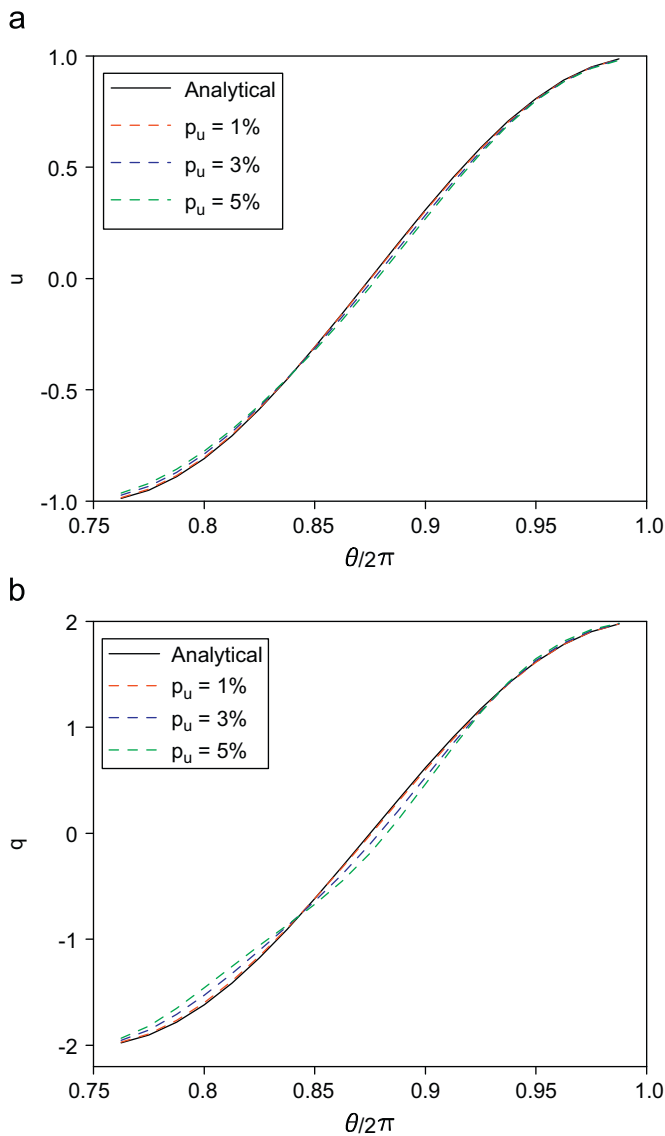 a
1.0
0.5
0.0
-0.5
-1.0
u
Analytical
pu = 1%
pu = 3%
pu = 5%
0.75 0.8 0.85 0.9 0.95 1.0
θ/2π
b
2
1
0
-1
-2
q
Analytical
pu = 1%
pu = 3%
pu = 5%
0.75 0.8 0.85 0.9 0.95 1.0
θ/2π